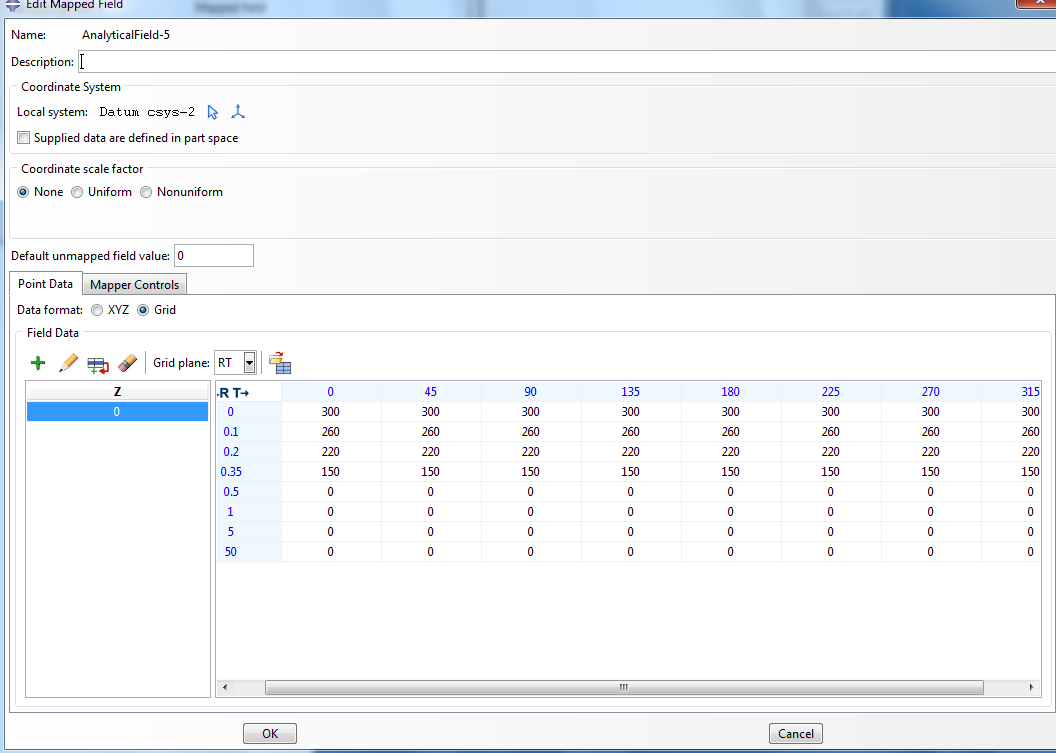 Edit Mapped Field
Name: AnalyticalField-5
Description:
Coordinate System
Local system: Datum csys-2
Supplied data are defined in part space
Coordinate scale factor
None Uniform Nonuniform
Default unmapped field value: 0
Point Data Mapper Controls
Data format: XYZ Grid
Field Data
Grid plane: RT
Z R T→ 0 45 90 135 180 225 270 315
0 0 300 300 300 300 300 300 300 300
0.1 260 260 260 260 260 260 260 260
0.2 220 220 220 220 220 220 220 220
0.35 150 150 150 150 150 150 150 150
0.5 0 0 0 0 0 0 0 0
1 0 0 0 0 0 0 0 0
5 0 0 0 0 0 0 0 0
50 0 0 0 0 0 0 0 0
OK Cancel